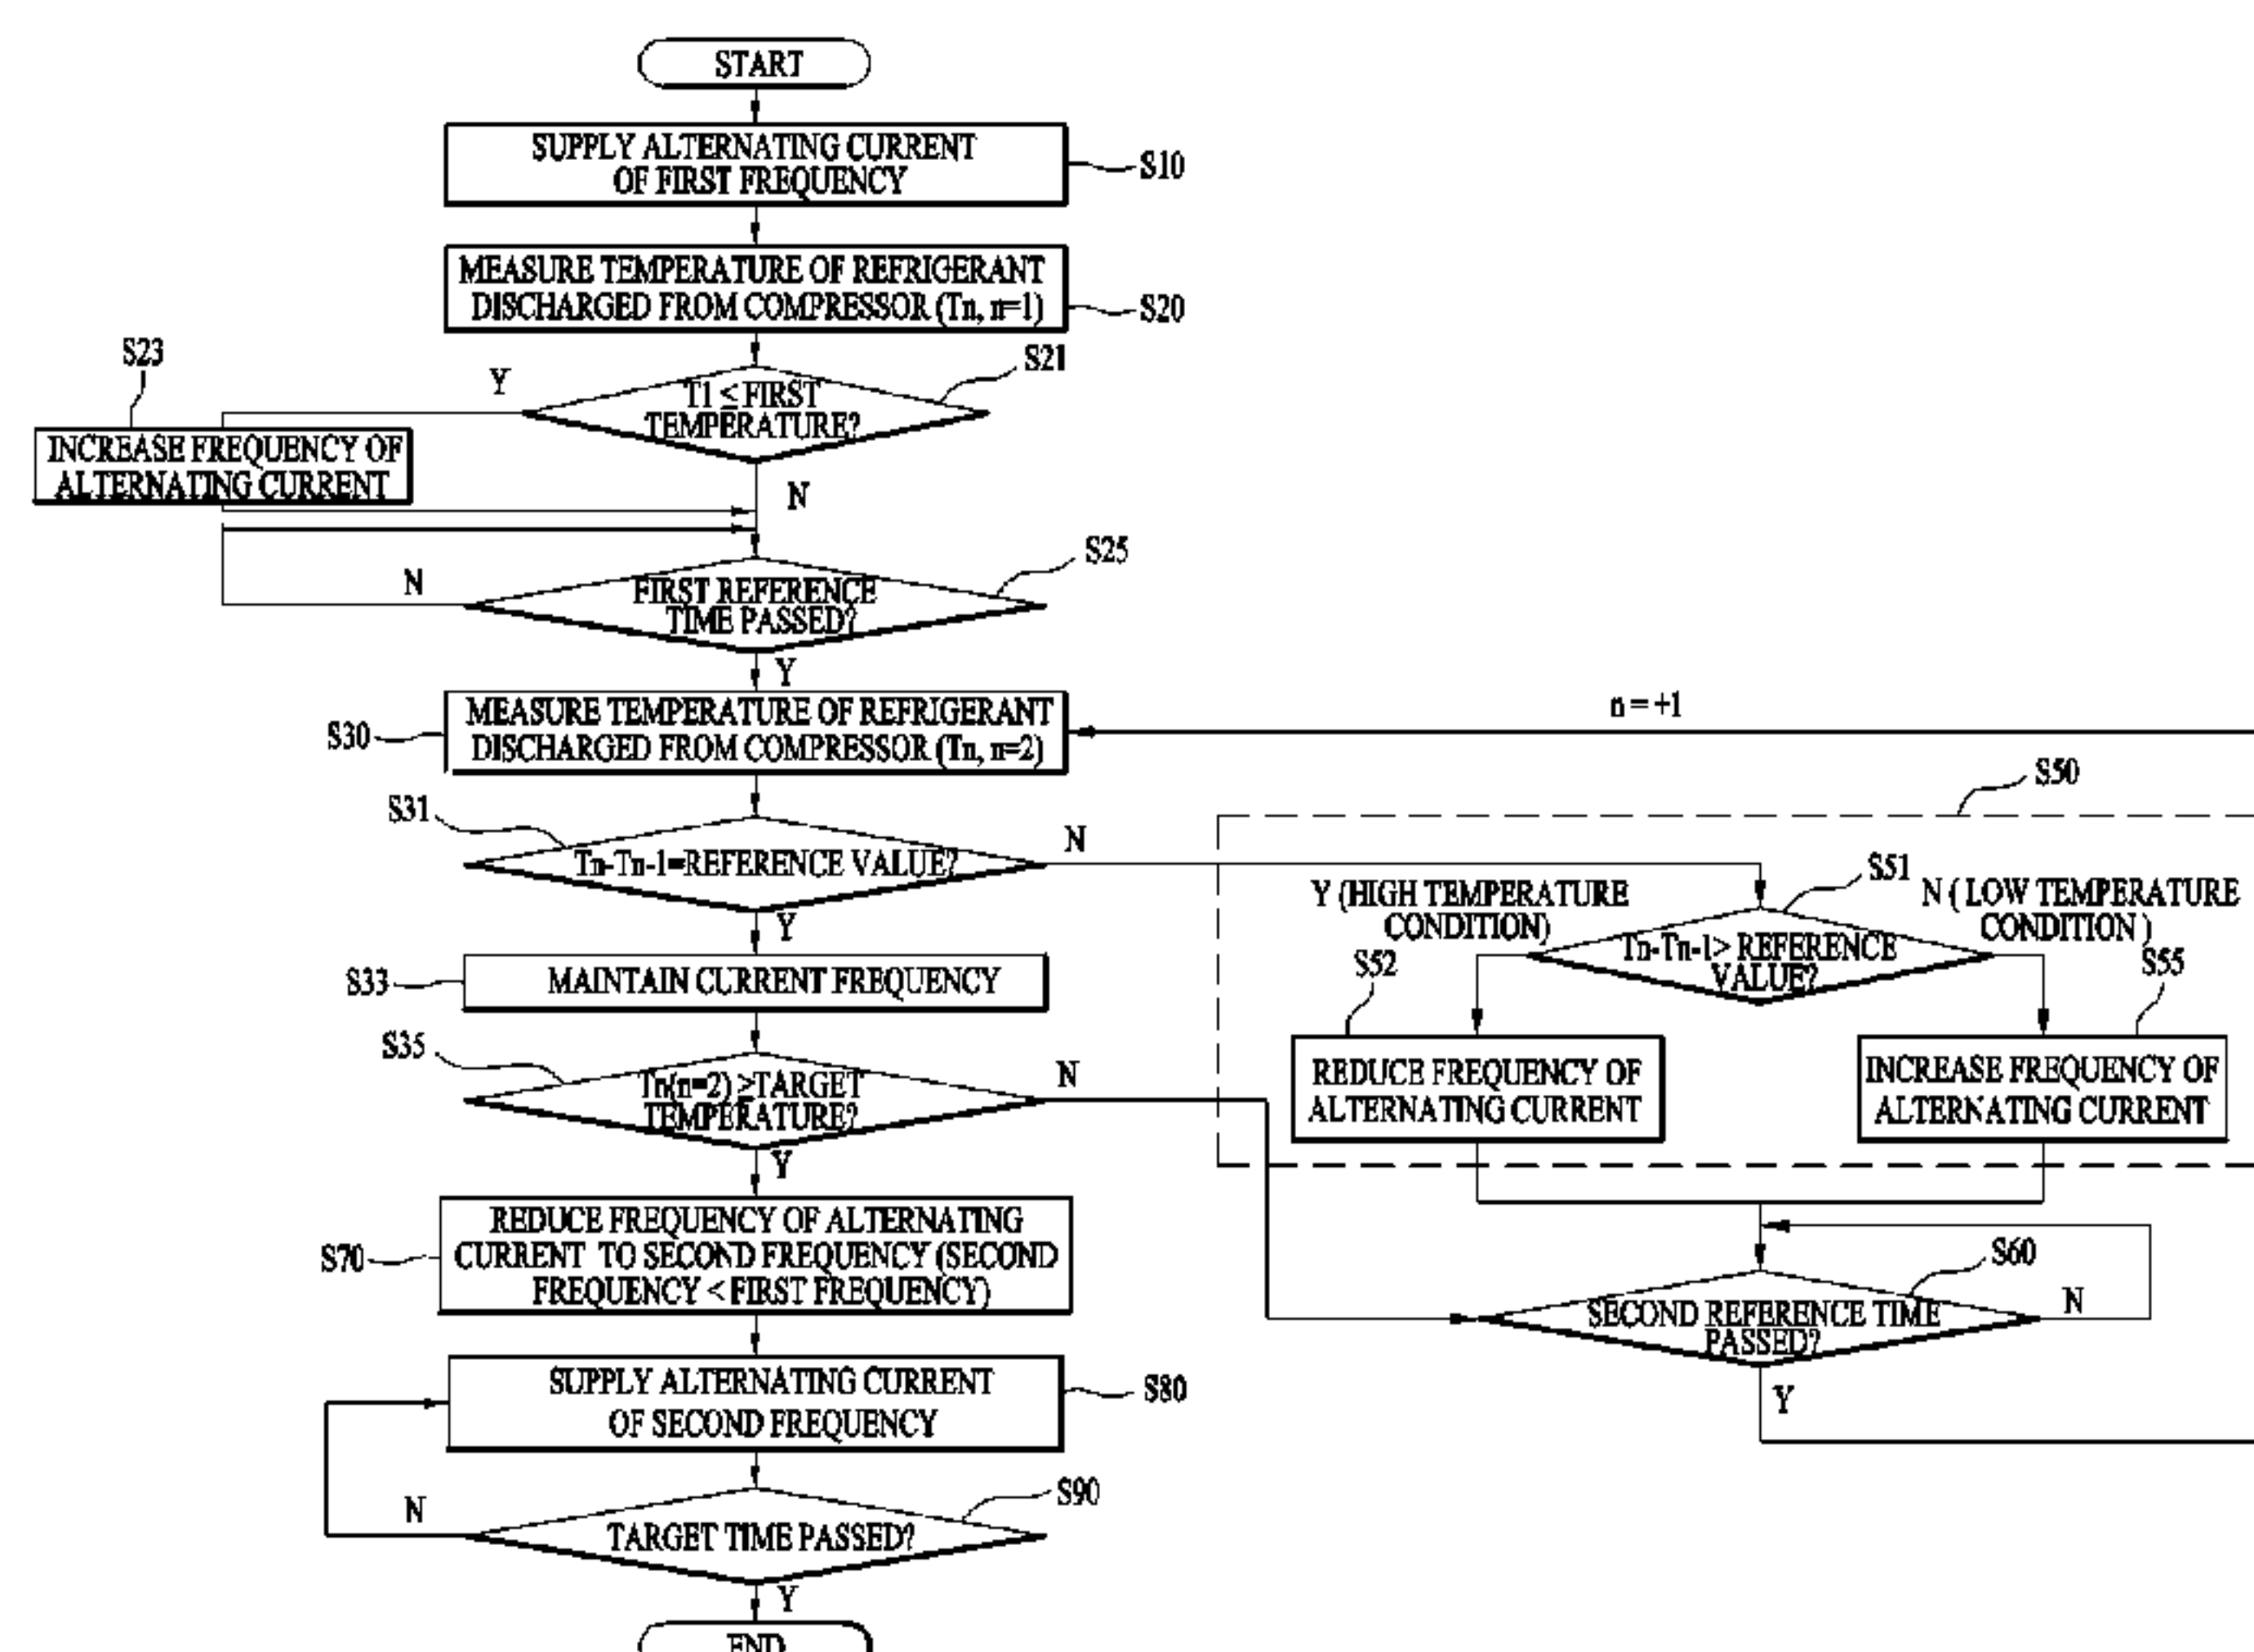 START
SUPPLY ALTERNATING CURRENT
OF FIRST FREQUENCY
S10
MEASURE TEMPERATURE OF REFRIGERANT
DISCHARGED FROM COMPRESSOR (Tn, n=1)
S20
S23
Y
S21
T1 ≤ FIRST
TEMPERATURE?
INCREASE FREQUENCY OF
ALTERNATING CURRENT
N
S25
N
FIRST REFERENCE
TIME PASSED?
Y
S30
MEASURE TEMPERATURE OF REFRIGERANT
DISCHARGED FROM COMPRESSOR (Tn, n=2)
n = +1
S50
S31
Tn-Tn-1=REFERENCE VALUE?
N
S51
Y (HIGH TEMPERATURE
CONDITION)
N ( LOW TEMPERATURE
CONDITION )
Tn-Tn-1> REFERENCE
VALUE?
Y
S52
S55
S33
MAINTAIN CURRENT FREQUENCY
S35
Tn(n=2) ≥TARGET
TEMPERATURE?
N
REDUCE FREQUENCY OF
ALTERNATING CURRENT
INCREASE FREQUENCY OF
ALTERNATING CURRENT
Y
S70
REDUCE FREQUENCY OF ALTERNATING
CURRENT TO SECOND FREQUENCY (SECOND
FREQUENCY < FIRST FREQUENCY)
S60
SECOND REFERENCE TIME
PASSED?
N
Y
SUPPLY ALTERNATING CURRENT
OF SECOND FREQUENCY
S80
S90
N
TARGET TIME PASSED?
Y
END